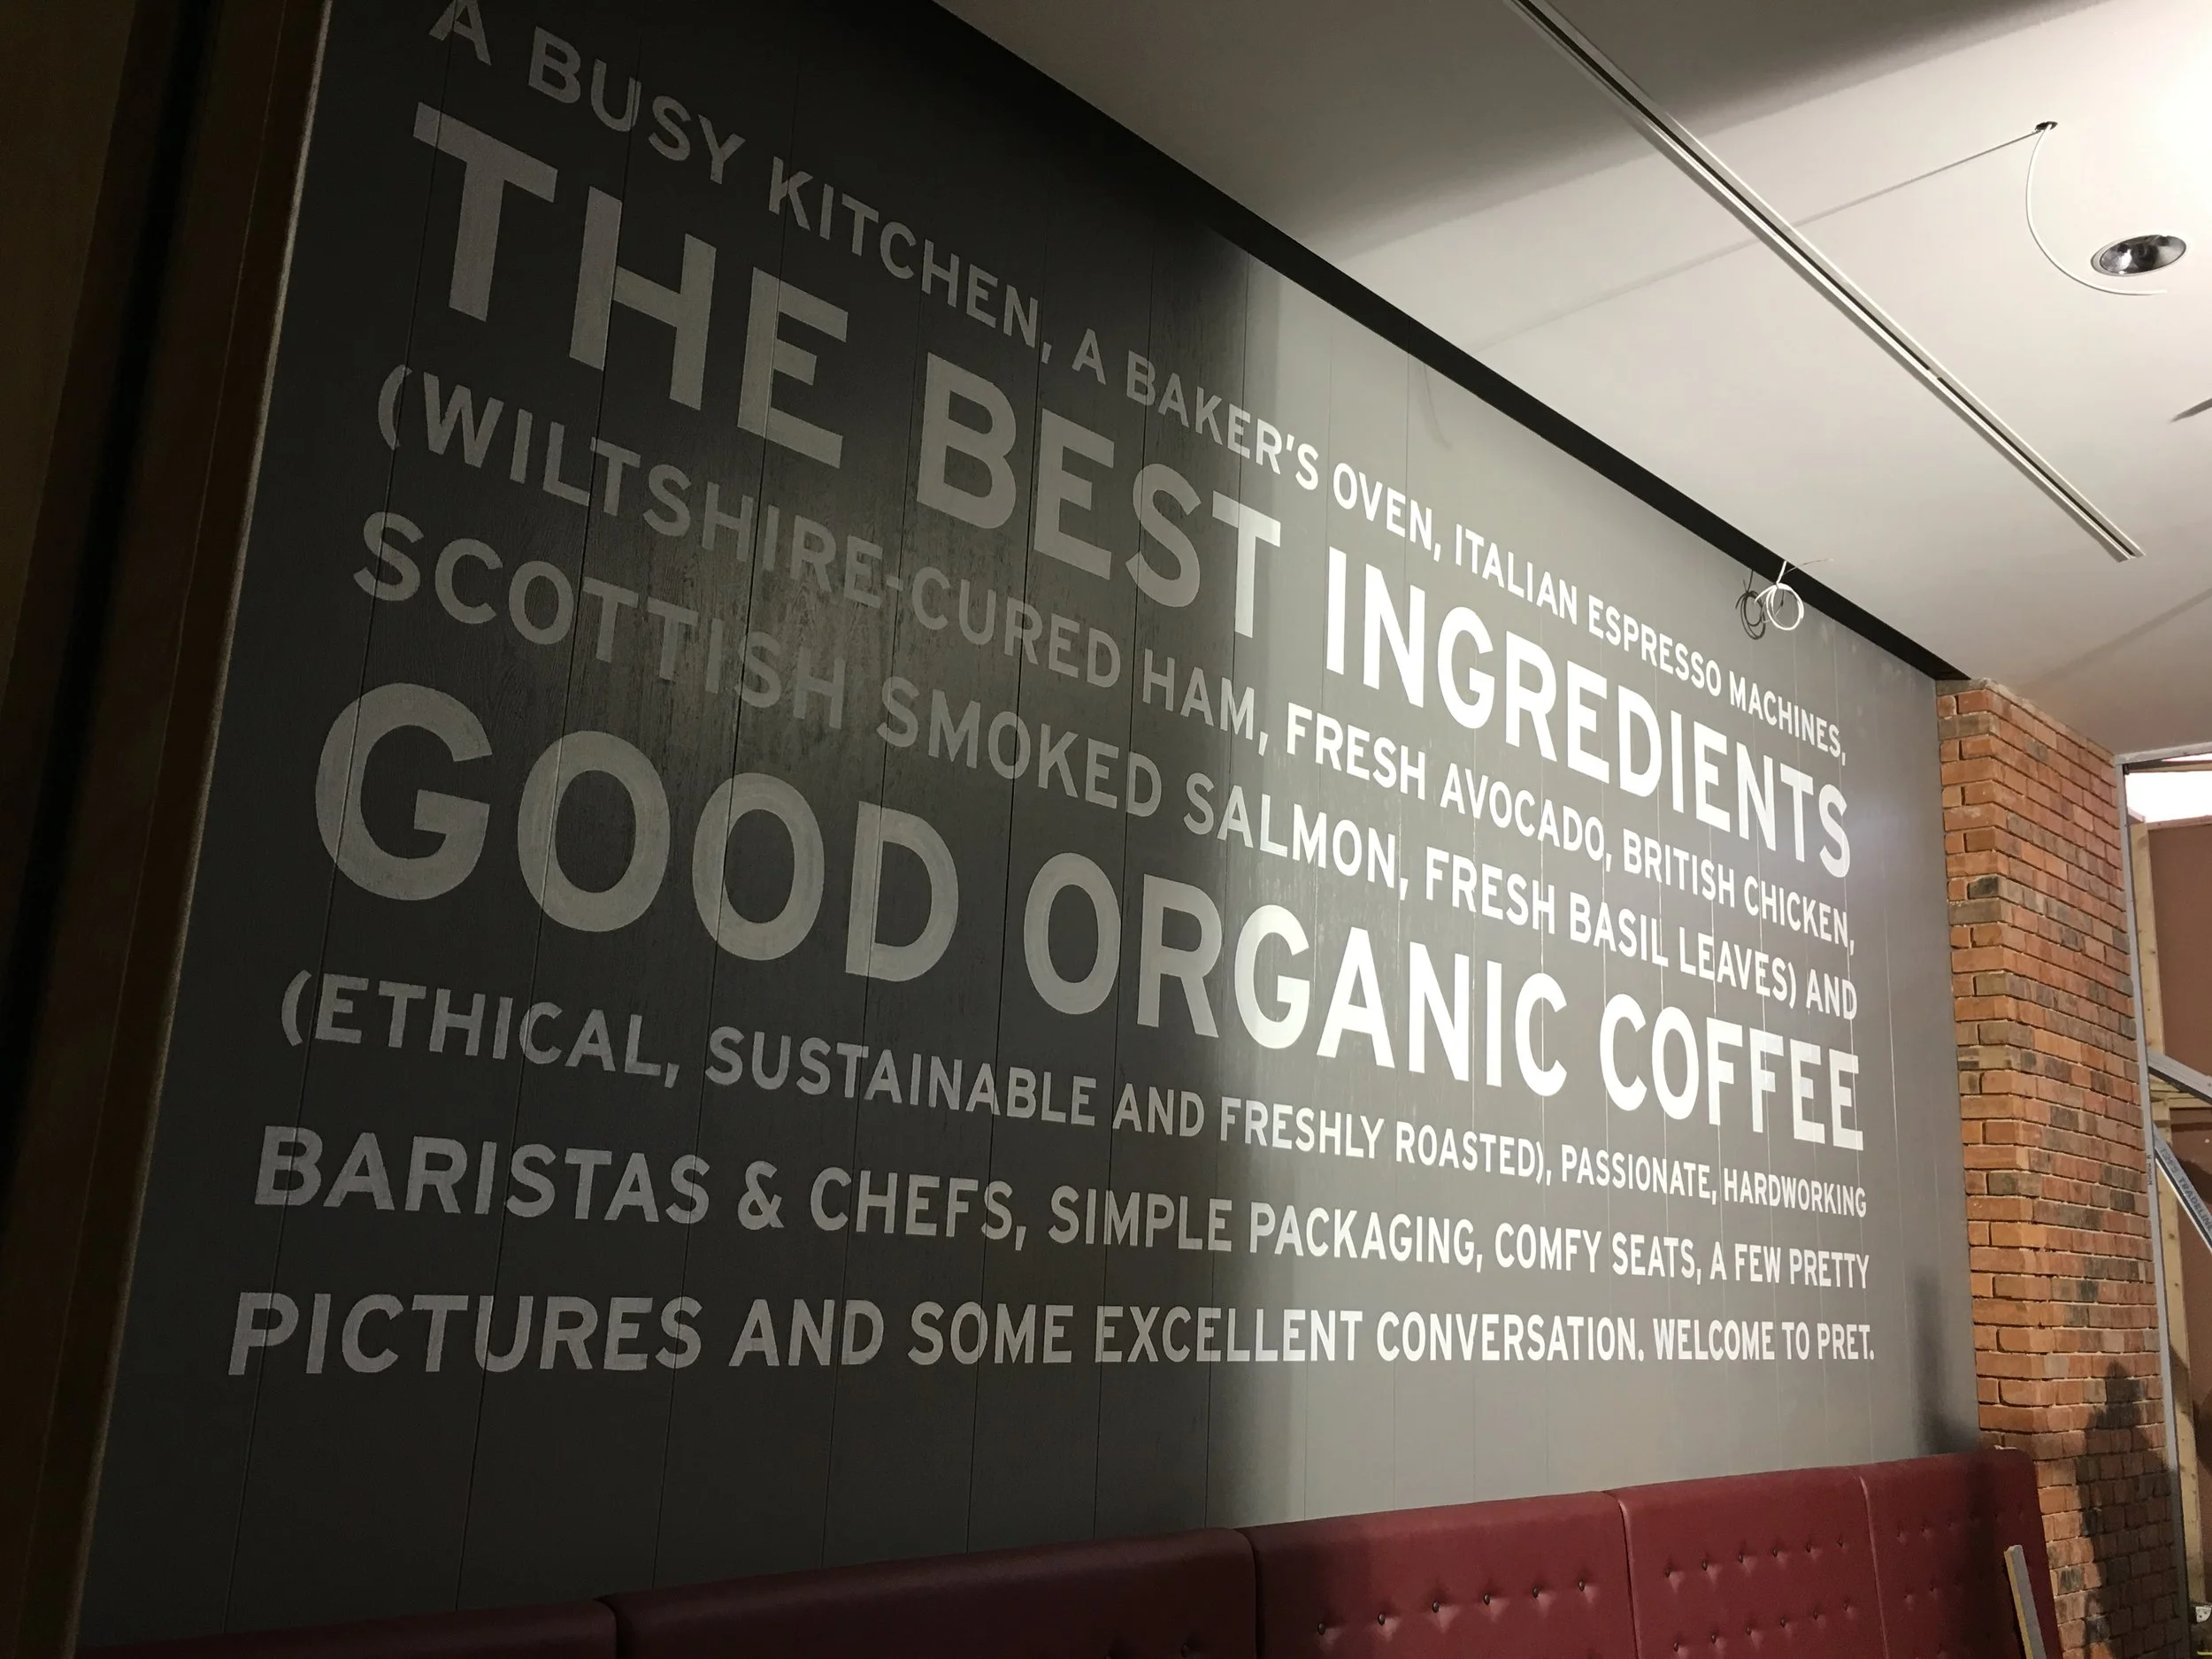 A BUSY KITCHEN, A BAKER'S OVEN, ITALIAN ESPRESSO MACHINES,
THE BEST INGREDIENTS
(WILTSHIRE-CURED HAM, FRESH AVOCADO, BRITISH CHICKEN,
SCOTTISH SMOKED SALMON, FRESH BASIL LEAVES) AND
GOOD ORGANIC COFFEE
(ETHICAL, SUSTAINABLE AND FRESHLY ROASTED), PASSIONATE, HARDWORKING
BARISTAS & CHEFS, SIMPLE PACKAGING, COMFY SEATS, A FEW PRETTY
PICTURES AND SOME EXCELLENT CONVERSATION. WELCOME TO PRET.